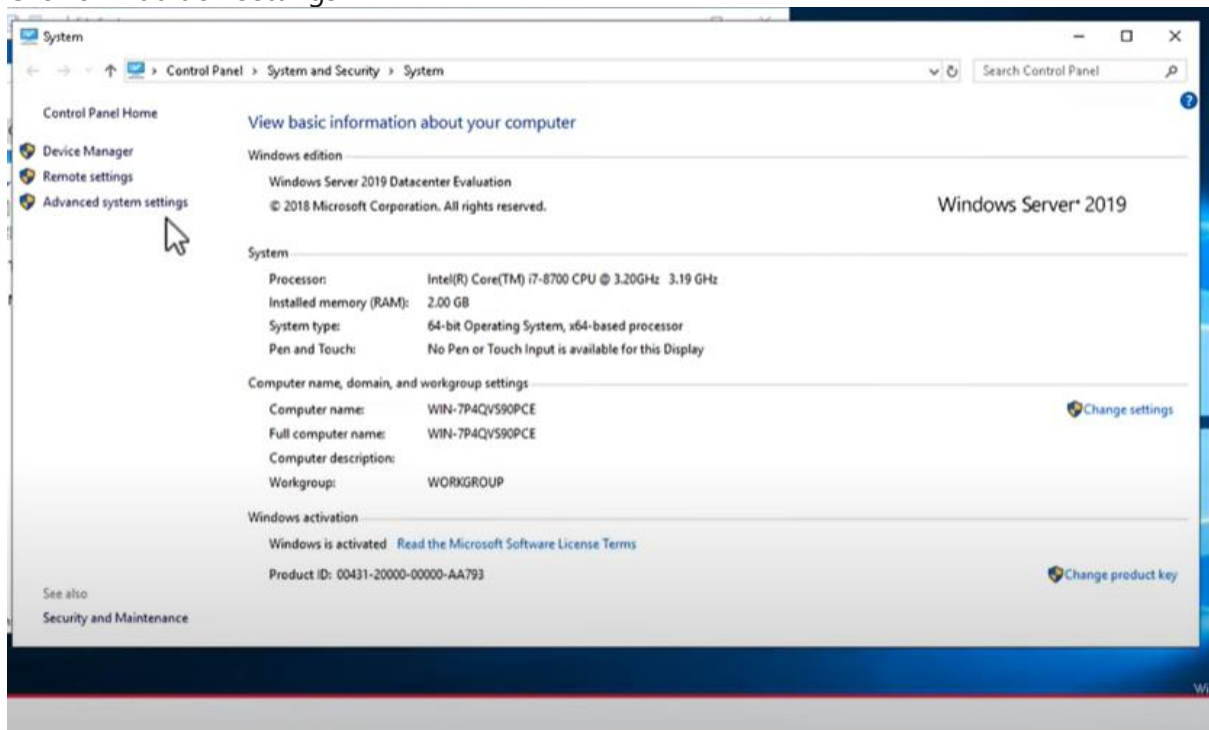 System
Control Panel > System and Security > System
Search Control Panel
Control Panel Home
Device Manager
Remote settings
Advanced system settings
See also
Security and Maintenance
View basic information about your computer
Windows edition
Windows Server 2019 Datacenter Evaluation
© 2018 Microsoft Corporation. All rights reserved.
Windows Server® 2019
System
Processor: Intel(R) Core(TM) i7-8700 CPU @ 3.20GHz 3.19 GHz
Installed memory (RAM): 2.00 GB
System type: 64-bit Operating System, x64-based processor
Pen and Touch: No Pen or Touch Input is available for this Display
Computer name, domain, and workgroup settings
Computer name: WIN-7P4QVS90PCE
Change settings
Full computer name: WIN-7P4QVS90PCE
Computer description:
Workgroup: WORKGROUP
Windows activation
Windows is activated Read the Microsoft Software License Terms
Product ID: 00431-20000-00000-AA793
Change product key